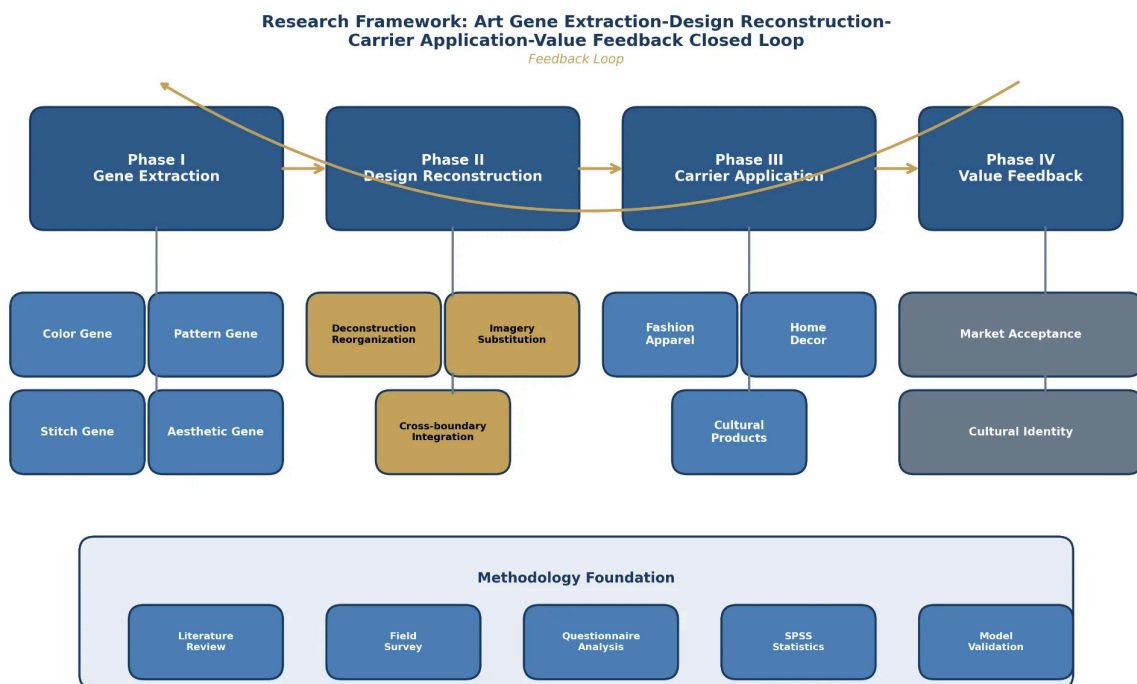 Research Framework: Art Gene Extraction-Design Reconstruction-
Carrier Application-Value Feedback Closed Loop
Feedback Loop
Phase I
Gene Extraction
Phase II
Design Reconstruction
Phase III
Carrier Application
Phase IV
Value Feedback
Color Gene
Pattern Gene
Stitch Gene
Aesthetic Gene
Deconstruction
Reorganization
Imagery
Substitution
Cross-boundary
Integration
Fashion
Apparel
Home
Decor
Cultural
Products
Market Acceptance
Cultural Identity
Methodology Foundation
Literature
Review
Field
Survey
Questionnaire
Analysis
SPSS
Statistics
Model
Validation